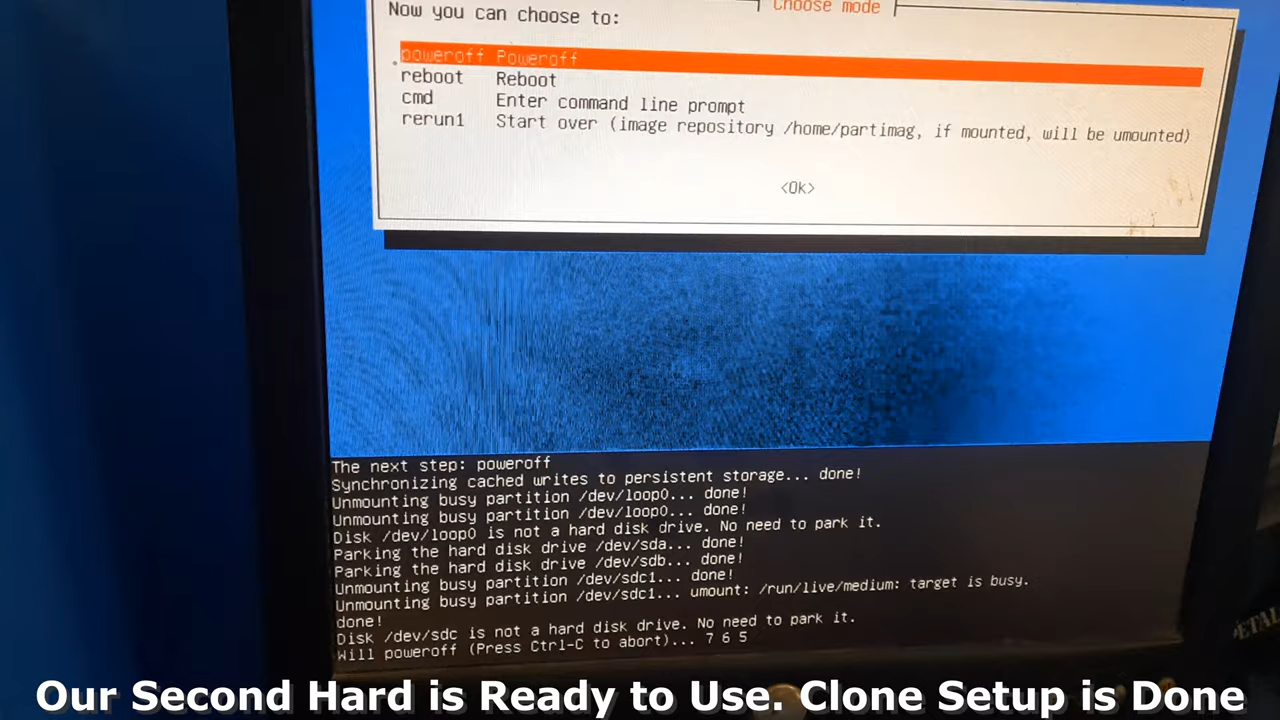 Choose mode
Now you can choose to:
poweroff Poweroff
reboot Reboot
cmd Enter command line prompt
rerun1 Start over (image repository /home/partimag, if mounted, will be umounted)
<Ok>
The next step: poweroff
Synchronizing cached writes to persistent storage... done!
Unmounting busy partition /dev/loop0... done!
Unmounting busy partition /dev/loop0... done!
Disk /dev/loop0 is not a hard disk drive. No need to park it.
Parking the hard disk drive /dev/sda... done!
Parking the hard disk drive /dev/sdb... done!
Unmounting busy partition /dev/sdc1... done!
Unmounting busy partition /dev/sdc1... umount: /run/live/medium: target is busy.
done!
Disk /dev/sdc is not a hard disk drive. No need to park it.
Will poweroff (Press Ctrl-C to abort)... 7 6 5
Our Second Hard is Ready to Use. Clone Setup is Done